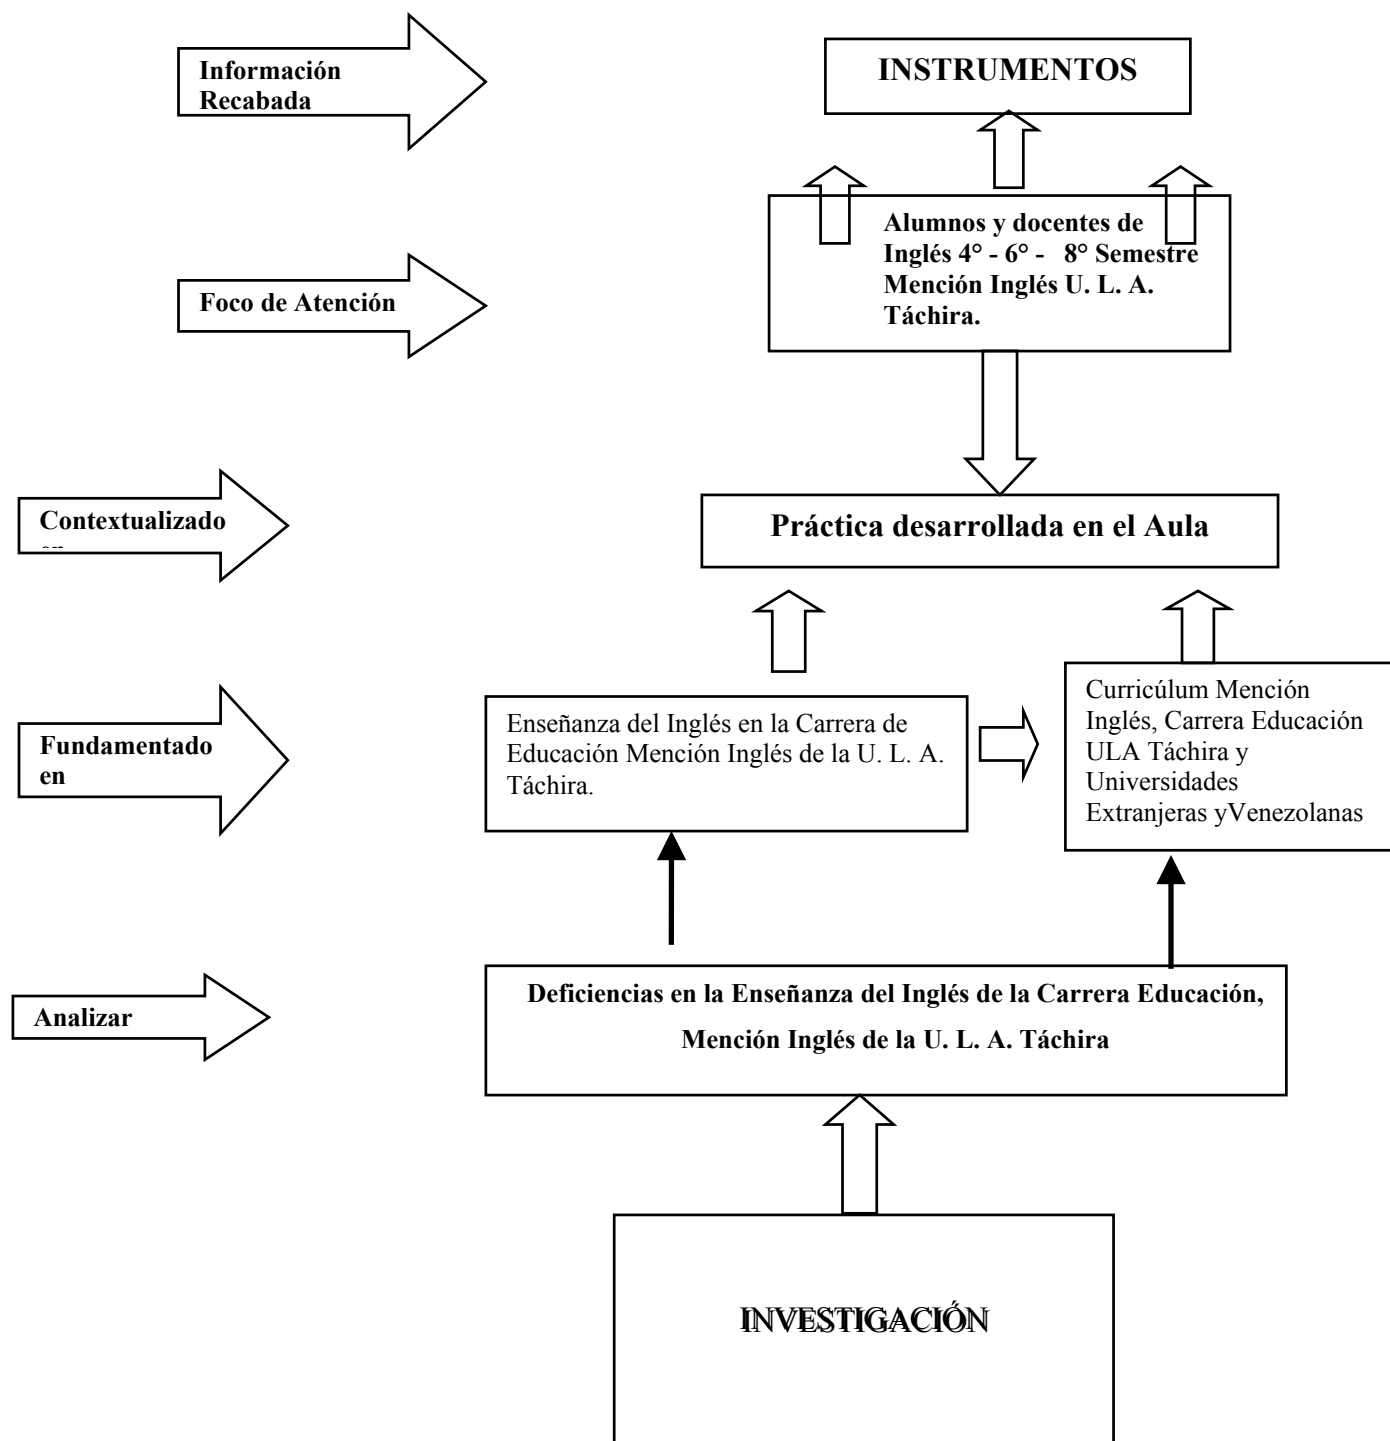 Información
Recabada
INSTRUMENTOS
Alumnos y docentes de
Inglés 4° - 6° - 8° Semestre
Mención Inglés U. L. A.
Táchira.
Foco de Atención
Contextualizado
Práctica desarrollada en el Aula
Fundamentado
en
Enseñanza del Inglés en la Carrera de
Educación Mención Inglés de la U. L. A.
Táchira.
Curricúlum Mención
Inglés, Carrera Educación
ULA Táchira y
Universidades
Extranjeras yVenezolanas
Analizar
Deficiencias en la Enseñanza del Inglés de la Carrera Educación,
Mención Inglés de la U. L. A. Táchira
INVESTIGACIÓN